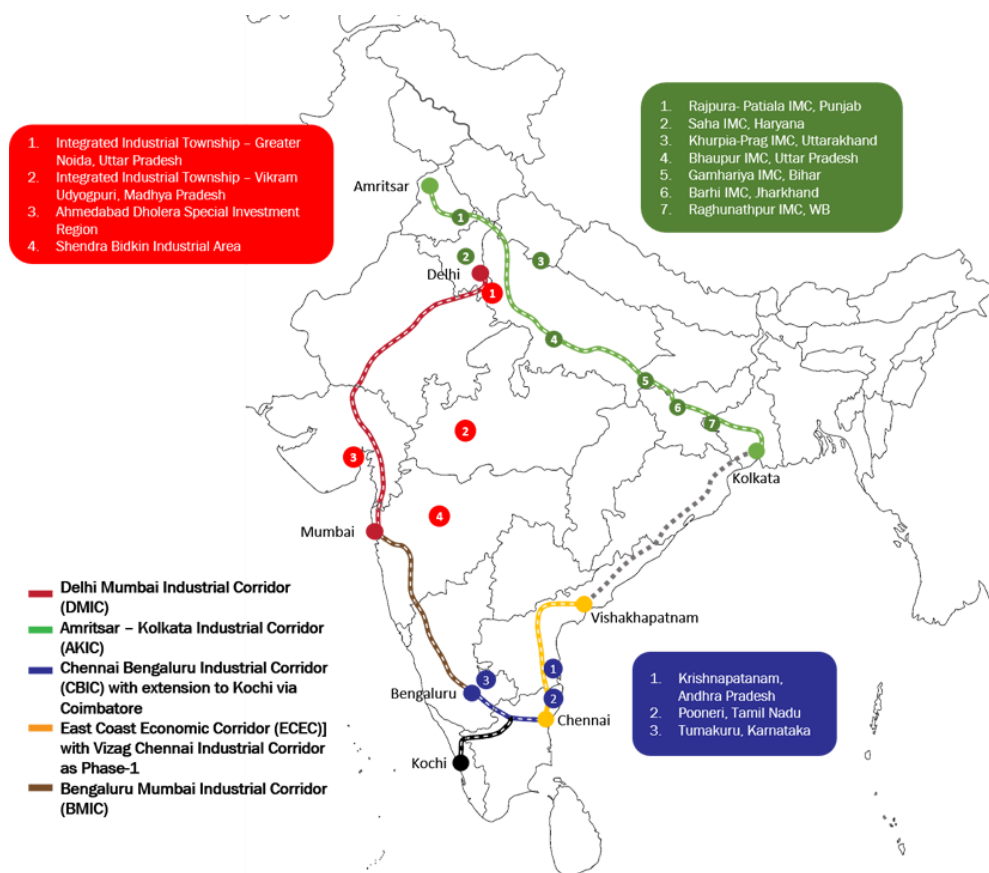 1. Integrated Industrial Township – Greater
Noida, Uttar Pradesh
2. Integrated Industrial Township – Vikram
Udyogpuri, Madhya Pradesh
3. Ahmedabad Dholera Special Investment
Region
4. Shendra Bidkin Industrial Area
1. Rajpura- Patiala IMC, Punjab
2. Saha IMC, Haryana
3. Khurpia-Prag IMC, Uttarakhand
4. Bhaupur IMC, Uttar Pradesh
5. Gamhariya IMC, Bihar
6. Barhi IMC, Jharkhand
7. Raghunathpur IMC, WB
Amritsar
1
2
3
Delhi
1
4
5
6
7
2
3
Kolkata
4
Mumbai
Delhi Mumbai Industrial Corridor
(DMIC)
Amritsar – Kolkata Industrial Corridor
(AKIC)
Chennai Bengaluru Industrial Corridor
(CBIC) with extension to Kochi via
Coimbatore
East Coast Economic Corridor (ECEC)]
with Vizag Chennai Industrial Corridor
as Phase-1
Bengaluru Mumbai Industrial Corridor
(BMIC)
Vishakhapatnam
1
3
Bengaluru
2
Chennai
Kochi
1. Krishnapatanam,
Andhra Pradesh
2. Pooneri, Tamil Nadu
3. Tumakuru, Karnataka